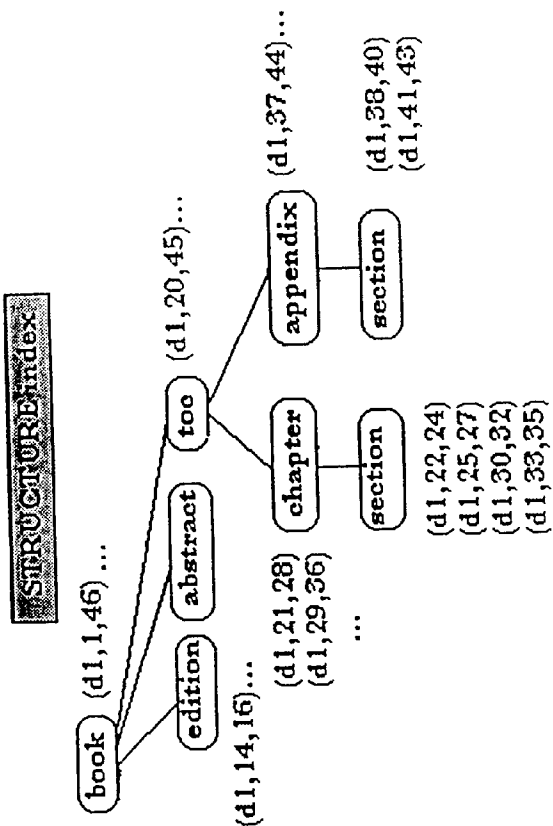 STRUCTUREindex
book
(d1,1,46)...
edition
(d1,14,16)...
abstract
toc
(d1,20,45)...
chapter
(d1,21,28)
(d1,29,36)
...
appendix
(d1,37,44)...
section
(d1,22,24)
(d1,25,27)
(d1,30,32)
(d1,33,35)
section
(d1,38,40)
(d1,41,43)